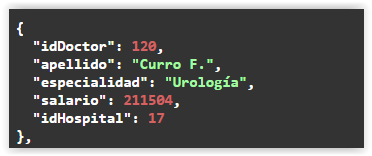 {
"idDoctor": 120,
"apellido": "Curro F.",
"especialidad": "Urología",
"salario": 211504,
"idHospital": 17
},